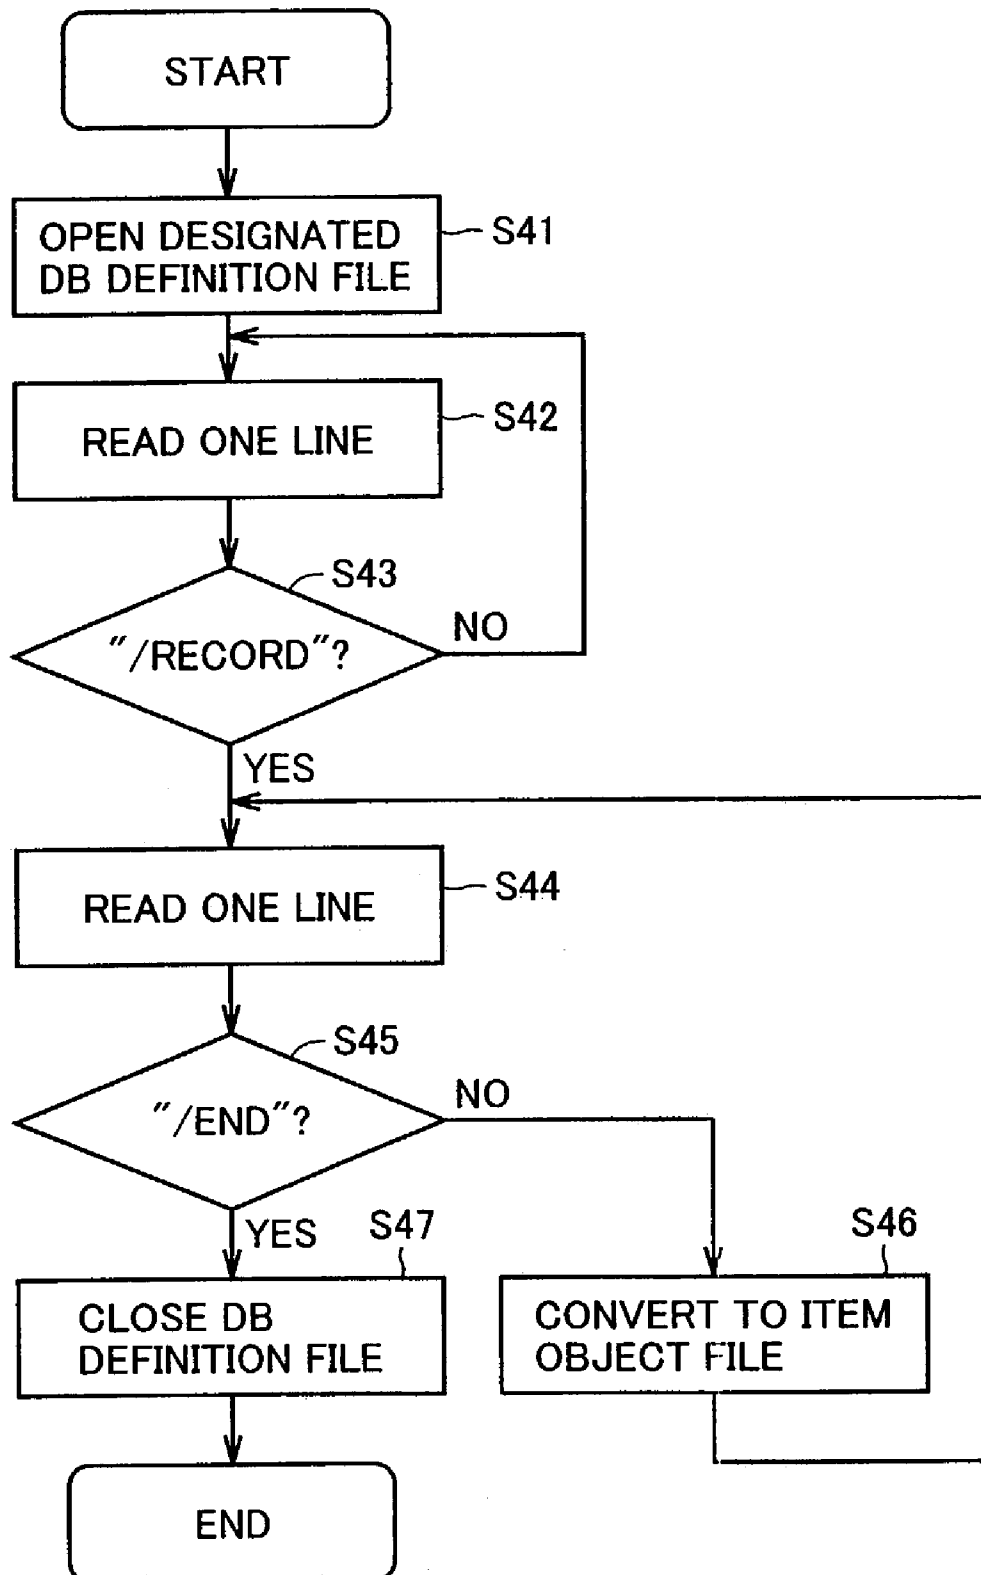 START
OPEN DESIGNATED
DB DEFINITION FILE
S41
READ ONE LINE
S42
S43
"/RECORD"?
NO
YES
READ ONE LINE
S44
S45
"/END"?
NO
YES
S47
S46
CLOSE DB
DEFINITION FILE
CONVERT TO ITEM
OBJECT FILE
END